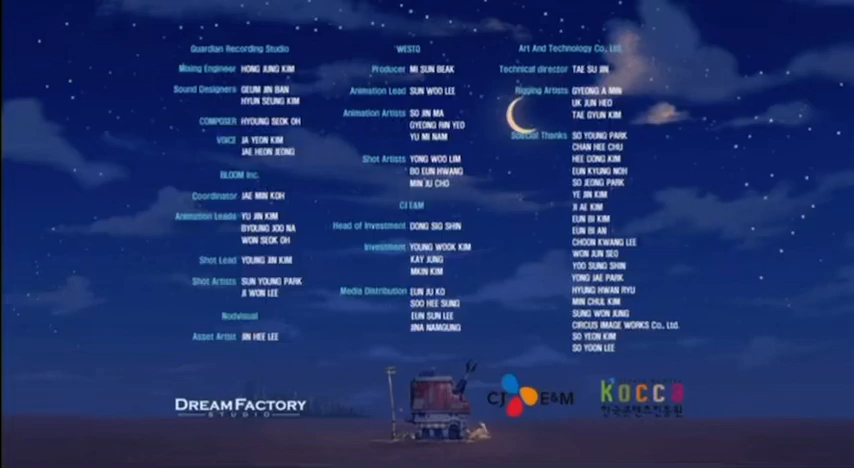 Guardian Recording Studio
Mixing Engineer HONG JUNG KIM
Sound Designers GEUM JIN BAN
HYUN SEUNG KIM
COMPOSER HYOUNG SEOK OH
VOICE JA YEON KIM
JAE HEON JEONG
BLOOM Inc.
Coordinator JAE MIN KOH
Animation Leads YU JIN KIM
BYOUNG JOO NA
WON SEOK OH
Shot Lead YOUNG JIN KIM
Shot Artists SUN YOUNG PARK
JI WON LEE
Nodvisual
Asset Artist JIN HEE LEE
WESTQ
Producer MI SUN BEAK
Animation Lead SUN WOO LEE
Animation Artists SO JIN MA
GYEONG RIN YEO
YU MI NAM
Shot Artists YONG WOO LIM
BO EUN HWANG
MIN JU CHO
CJ E&M
Head of Investment DONG SIG SHIN
Investment YOUNG WOOK KIM
KAY JUNG
MKIN KIM
Media Distribution EUN JU KO
SOO HEE SUNG
EUN SUN LEE
JINA NAMGUNG
Art And Technology Co., Ltd.
Technical director TAE SU JIN
Rigging Artists GYEONG A MIN
UK JUN HEO
TAE GYUN KIM
Special Thanks SO YOUNG PARK
CHAN HEE CHU
HEE DONG KIM
EUN KYUNG NOH
SO JEONG PARK
YE JIN KIM
JI AE KIM
EUN BI KIM
EUN BI AN
CHOON KWANG LEE
WON JUN SEO
YOO SUNG SHIN
YONG JAE PARK
HYUNG HWAN RYU
MIN CHUL KIM
SUNG WON JUNG
CIRCUS IMAGE WORKS Co., Ltd.
SO YEON KIM
SO YOON LEE
DREAMFACTORY
STUDIO
CJ E&M
KOCCA
한국콘텐츠진흥원